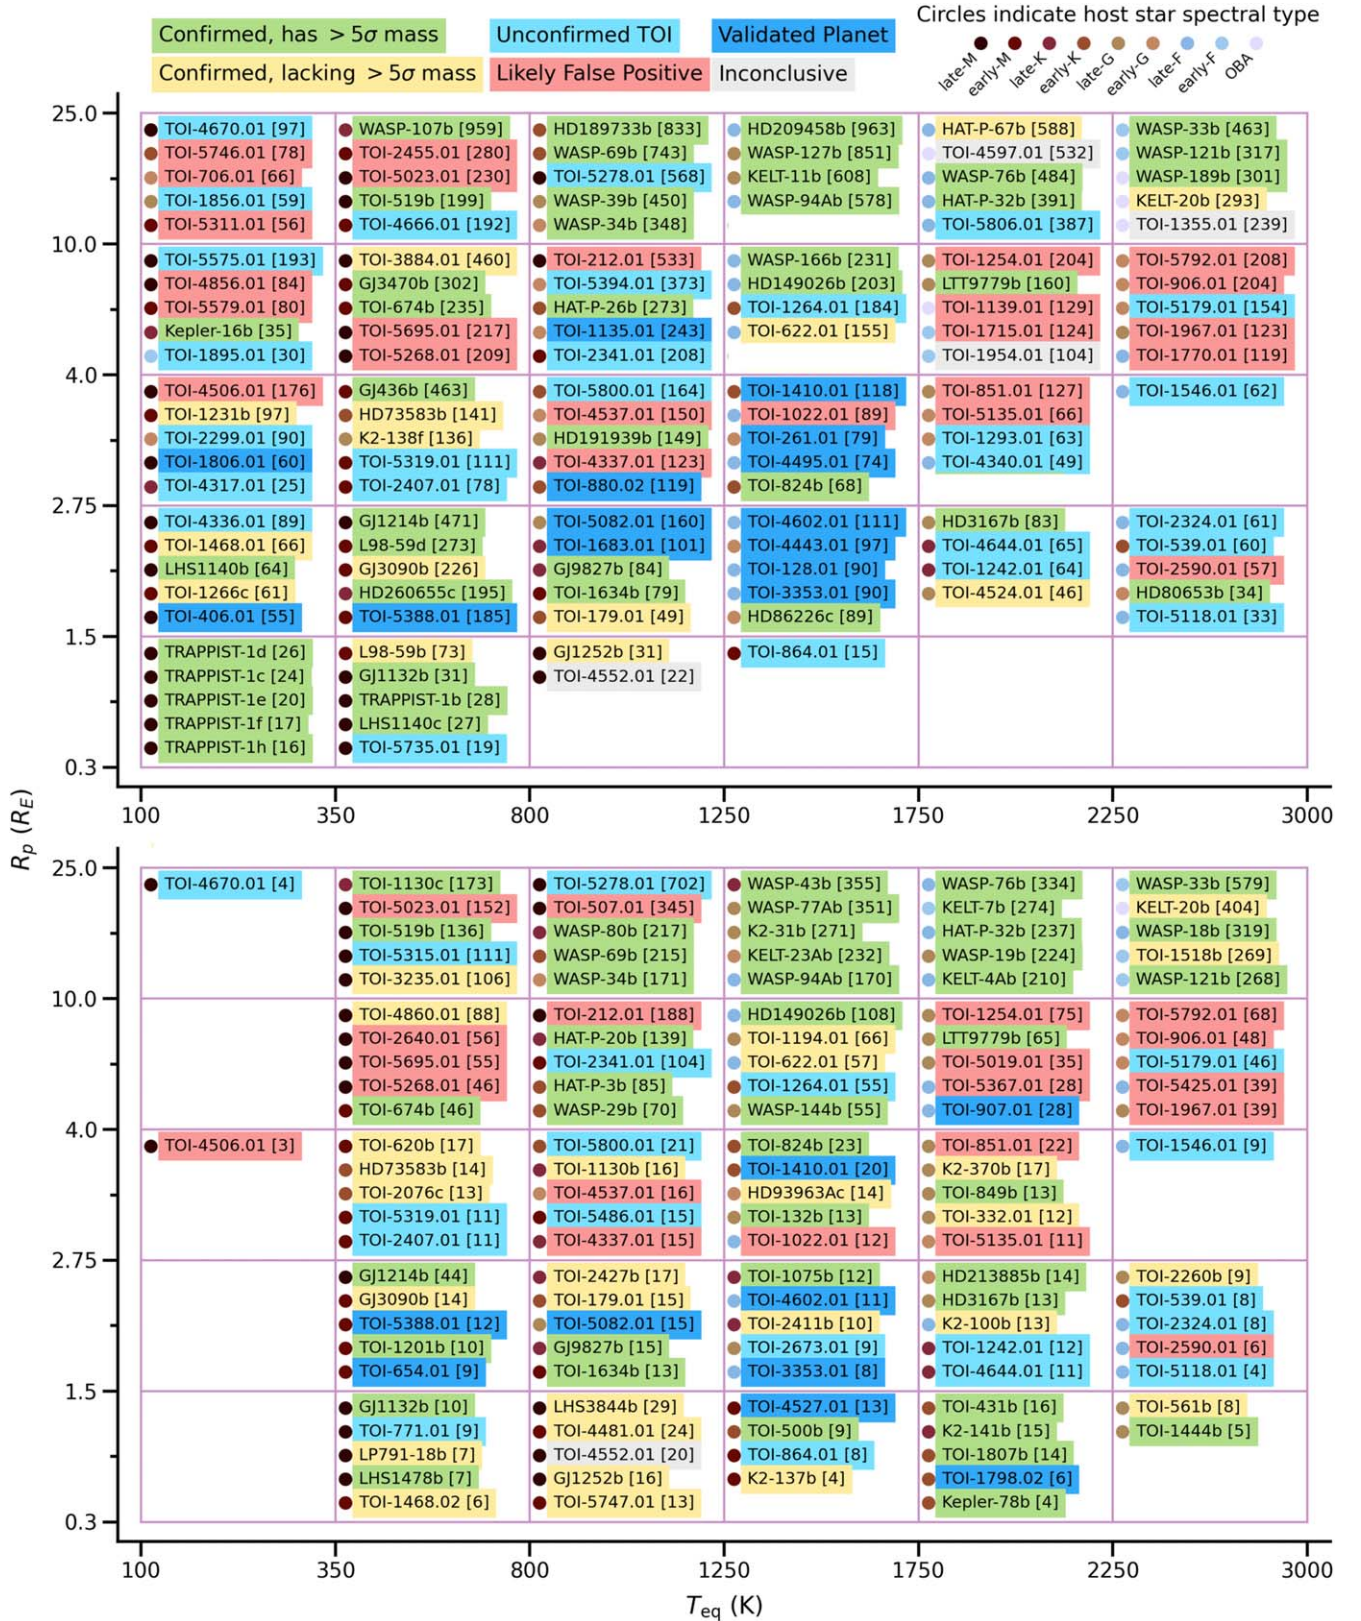 Circles indicate host star spectral type
Confirmed, has > 5σ mass
Unconfirmed TOI
Validated Planet
Confirmed, lacking > 5σ mass
Likely False Positive
Inconclusive
late-M early-M late-K early-K late-G early-G late-F early-F OBA
25.0
TOI-4670.01 [97] WASP-107b [959] HD189733b [833] HD209458b [963] HAT-P-67b [588] WASP-33b [463]
TOI-5746.01 [78] TOI-2455.01 [280] WASP-69b [743] WASP-127b [851] TOI-4597.01 [532] WASP-121b [317]
TOI-706.01 [66] TOI-5023.01 [230] TOI-5278.01 [568] KELT-11b [608] WASP-76b [484] WASP-189b [301]
TOI-1856.01 [59] TOI-519b [199] WASP-39b [450] WASP-94Ab [578] HAT-P-32b [391] KELT-20b [293]
TOI-5311.01 [56] TOI-4666.01 [192] WASP-34b [348] TOI-5806.01 [387] TOI-1355.01 [239]
10.0
TOI-5575.01 [193] TOI-3884.01 [460] TOI-212.01 [533] WASP-166b [231] TOI-1254.01 [204] TOI-5792.01 [208]
TOI-4856.01 [84] GJ3470b [302] TOI-5394.01 [373] HD149026b [203] LTT9779b [160] TOI-906.01 [204]
TOI-5579.01 [80] TOI-674b [235] HAT-P-26b [273] TOI-1264.01 [184] TOI-1139.01 [129] TOI-5179.01 [154]
Kepler-16b [35] TOI-5695.01 [217] TOI-1135.01 [243] TOI-622.01 [155] TOI-1715.01 [124] TOI-1967.01 [123]
TOI-1895.01 [30] TOI-5268.01 [209] TOI-2341.01 [208] TOI-1954.01 [104] TOI-1770.01 [119]
4.0
TOI-4506.01 [176] GJ436b [463] TOI-5800.01 [164] TOI-1410.01 [118] TOI-851.01 [127] TOI-1546.01 [62]
TOI-1231b [97] HD73583b [141] TOI-4537.01 [150] TOI-1022.01 [89] TOI-5135.01 [66]
TOI-2299.01 [90] K2-138f [136] HD191939b [149] TOI-261.01 [79] TOI-1293.01 [63]
TOI-1806.01 [60] TOI-5319.01 [111] TOI-4337.01 [123] TOI-4495.01 [74] TOI-4340.01 [49]
TOI-4317.01 [25] TOI-2407.01 [78] TOI-880.02 [119] TOI-824b [68]
2.75
TOI-4336.01 [89] GJ1214b [471] TOI-5082.01 [160] TOI-4602.01 [111] HD3167b [83] TOI-2324.01 [61]
TOI-1468.01 [66] L98-59d [273] TOI-1683.01 [101] TOI-4443.01 [97] TOI-4644.01 [65] TOI-539.01 [60]
LHS1140b [64] GJ3090b [226] GJ9827b [84] TOI-128.01 [90] TOI-1242.01 [64] TOI-2590.01 [57]
TOI-1266c [61] HD260655c [195] TOI-1634b [79] TOI-3353.01 [90] TOI-4524.01 [46] HD80653b [34]
TOI-406.01 [55] TOI-5388.01 [185] TOI-179.01 [49] HD86226c [89] TOI-5118.01 [33]
1.5
TRAPPIST-1d [26] L98-59b [73] GJ1252b [31] TOI-864.01 [15]
TRAPPIST-1c [24] GJ1132b [31] TOI-4552.01 [22]
TRAPPIST-1e [20] TRAPPIST-1b [28]
TRAPPIST-1f [17] LHS1140c [27]
TRAPPIST-1h [16] TOI-5735.01 [19]
0.3
100 350 800 1250 1750 2250 3000
Rp (RE)
25.0
TOI-4670.01 [4] TOI-1130c [173] TOI-5278.01 [702] WASP-43b [355] WASP-76b [334] WASP-33b [579]
TOI-5023.01 [152] TOI-507.01 [345] WASP-77Ab [351] KELT-7b [274] KELT-20b [404]
TOI-519b [136] WASP-80b [217] K2-31b [271] HAT-P-32b [237] WASP-18b [319]
TOI-5315.01 [111] WASP-69b [215] KELT-23Ab [232] WASP-19b [224] TOI-1518b [269]
TOI-3235.01 [106] WASP-34b [171] WASP-94Ab [170] KELT-4Ab [210] WASP-121b [268]
10.0
TOI-4860.01 [88] TOI-212.01 [188] HD149026b [108] TOI-1254.01 [75] TOI-5792.01 [68]
TOI-2640.01 [56] HAT-P-20b [139] TOI-1194.01 [66] LTT9779b [65] TOI-906.01 [48]
TOI-5695.01 [55] TOI-2341.01 [104] TOI-622.01 [57] TOI-5019.01 [35] TOI-5179.01 [46]
TOI-5268.01 [46] HAT-P-3b [85] TOI-1264.01 [55] TOI-5367.01 [28] TOI-5425.01 [39]
TOI-674b [46] WASP-29b [70] WASP-144b [55] TOI-907.01 [28] TOI-1967.01 [39]
4.0
TOI-4506.01 [3] TOI-620b [17] TOI-5800.01 [21] TOI-824b [23] TOI-851.01 [22] TOI-1546.01 [9]
HD73583b [14] TOI-1130b [16] TOI-1410.01 [20] K2-370b [17]
TOI-2076c [13] TOI-4537.01 [16] HD93963Ac [14] TOI-849b [13]
TOI-5319.01 [11] TOI-5486.01 [15] TOI-132b [13] TOI-332.01 [12]
TOI-2407.01 [11] TOI-4337.01 [15] TOI-1022.01 [12] TOI-5135.01 [11]
2.75
GJ1214b [44] TOI-2427b [17] TOI-1075b [12] HD213885b [14] TOI-2260b [9]
GJ3090b [14] TOI-179.01 [15] TOI-4602.01 [11] HD3167b [13] TOI-539.01 [8]
TOI-5388.01 [12] TOI-5082.01 [15] TOI-2411b [10] K2-100b [13] TOI-2324.01 [8]
TOI-1201b [10] GJ9827b [15] TOI-2673.01 [9] TOI-1242.01 [12] TOI-2590.01 [6]
TOI-654.01 [9] TOI-1634b [13] TOI-3353.01 [8] TOI-4644.01 [11] TOI-5118.01 [4]
1.5
GJ1132b [10] LHS3844b [29] TOI-4527.01 [13] TOI-431b [16] TOI-561b [8]
TOI-771.01 [9] TOI-4481.01 [24] TOI-500b [9] K2-141b [15] TOI-1444b [5]
LP791-18b [7] TOI-4552.01 [20] TOI-864.01 [8] TOI-1807b [14]
LHS1478b [7] GJ1252b [16] K2-137b [4] TOI-1798.02 [6]
TOI-1468.02 [6] TOI-5747.01 [13] Kepler-78b [4]
0.3
100 350 800 1250 1750 2250 3000
Teq (K)